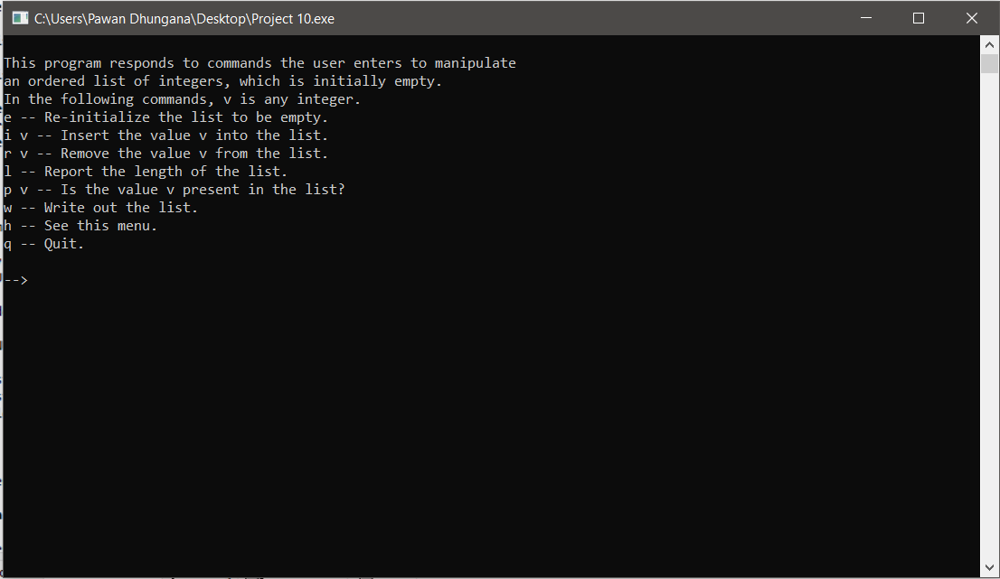 C:\Users\Pawan Dhungana\Desktop\Project 10.exe
This program responds to commands the user enters to manipulate
an ordered list of integers, which is initially empty.
In the following commands, v is any integer.
e -- Re-initialize the list to be empty.
i v -- Insert the value v into the list.
r v -- Remove the value v from the list.
l -- Report the length of the list.
p v -- Is the value v present in the list?
w -- Write out the list.
h -- See this menu.
q -- Quit.
-->